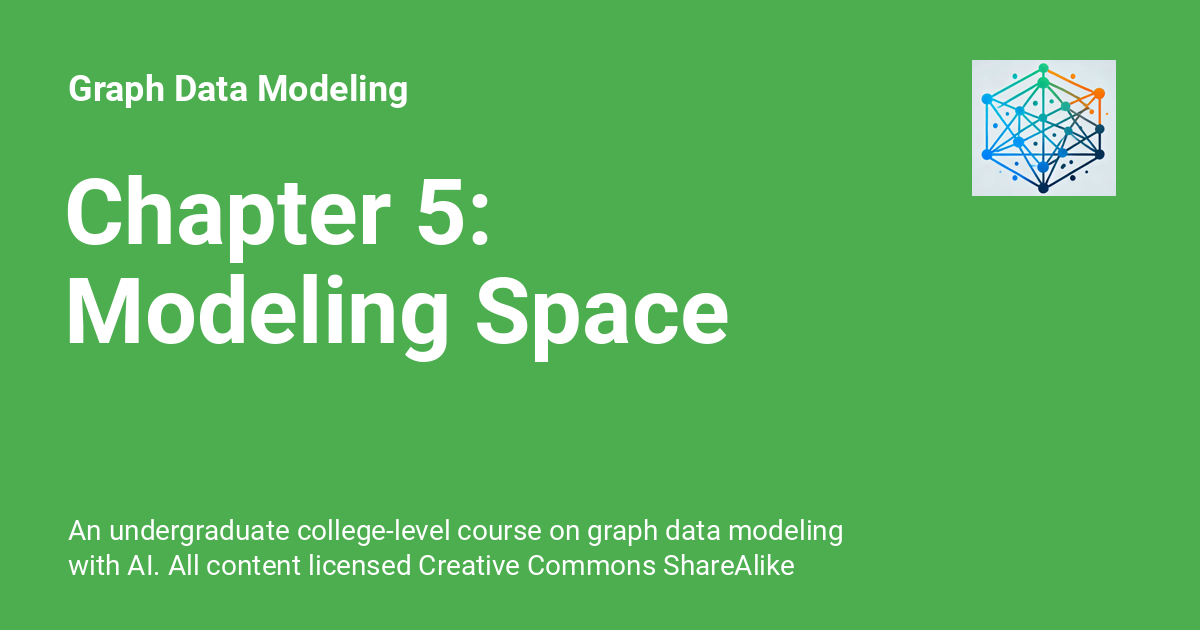 Graph Data Modeling
Chapter 5:
Modeling Space
An undergraduate college-level course on graph data modeling
with AI. All content licensed Creative Commons ShareAlike